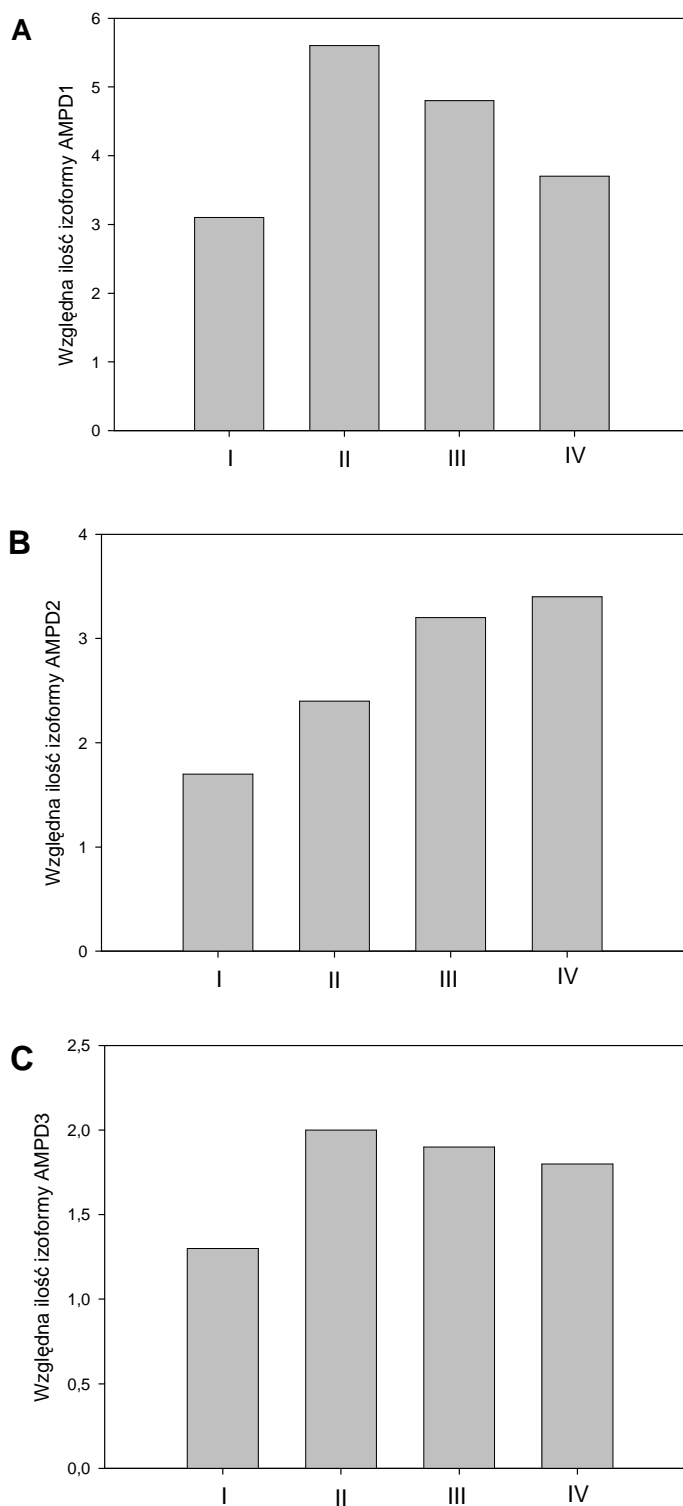 A
Względna ilość izoformy AMPD1
6
5
4
3
2
1
0
I II III IV
B
Względna ilość izoformy AMPD2
4
3
2
1
0
I II III IV
C
Względna ilość izoformy AMPD3
2,5
2,0
1,5
1,0
0,5
0,0
I II III IV